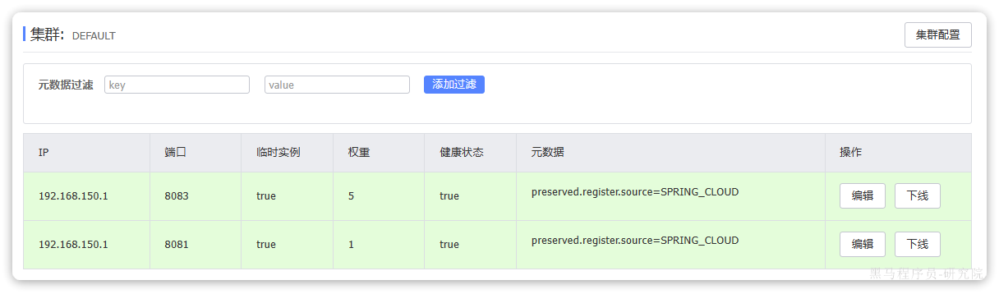 集群: DEFAULT 集群配置
元数据过滤 key value 添加过滤
IP 端口 临时实例 权重 健康状态 元数据 操作
192.168.150.1 8083 true 5 true preserved.register.source=SPRING_CLOUD 编辑 下线
192.168.150.1 8081 true 1 true preserved.register.source=SPRING_CLOUD 编辑 下线
黑马程序员-研究院